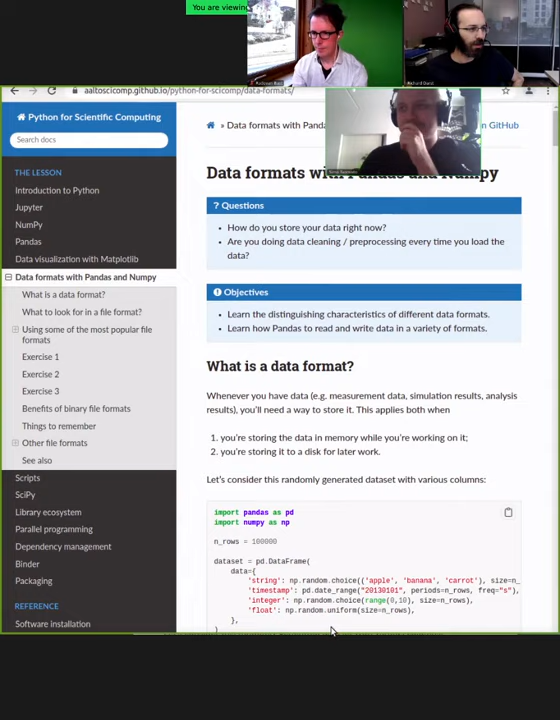 You are viewing
Richard Darst
aaltoscicomp.github.io/python-for-scicomp/data-formats/
Python for Scientific Computing
Search docs
THE LESSON
Introduction to Python
Jupyter
NumPy
Pandas
Data visualization with Matplotlib
Data formats with Pandas and Numpy
What is a data format?
What to look for in a file format?
Using some of the most popular file
formats
Exercise 1
Exercise 2
Exercise 3
Benefits of binary file formats
Things to remember
Other file formats
See also
Scripts
SciPy
Library ecosystem
Parallel programming
Dependency management
Binder
Packaging
REFERENCE
Software installation
» Data formats with Panda
n GitHub
Data formats with Pandas and Numpy
? Questions
• How do you store your data right now?
• Are you doing data cleaning / preprocessing every time you load the
data?
Objectives
• Learn the distinguishing characteristics of different data formats.
• Learn how Pandas to read and write data in a variety of formats.
What is a data format?
Whenever you have data (e.g. measurement data, simulation results, analysis
results), you'll need a way to store it. This applies both when
1. you're storing the data in memory while you're working on it;
2. you're storing it to a disk for later work.
Let's consider this randomly generated dataset with various columns:
import pandas as pd
import numpy as np
n_rows = 100000
dataset = pd.DataFrame(
data={
'string': np.random.choice(('apple', 'banana', 'carrot'), size=n_
'timestamp': pd.date_range("20130101", periods=n_rows, freq="s"),
'integer': np.random.choice(range(0,10), size=n_rows),
'float': np.random.uniform(size=n_rows),
},
)